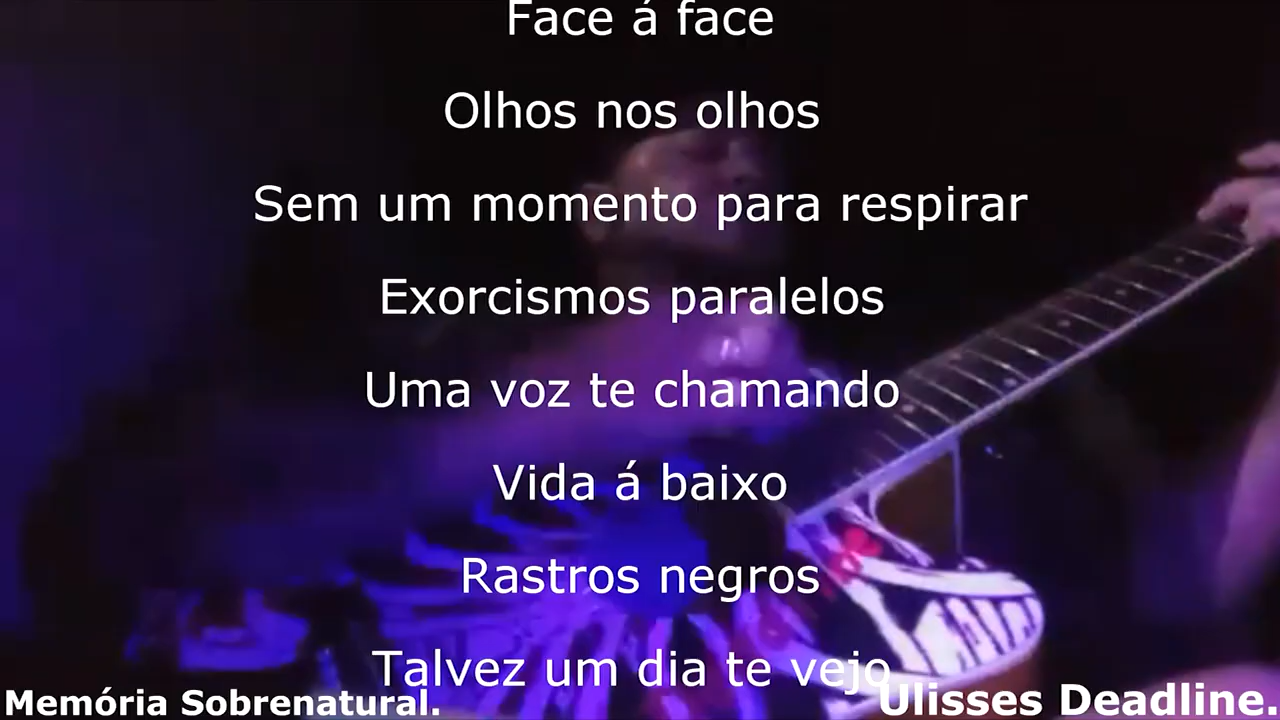 Face á face
Olhos nos olhos
Sem um momento para respirar
Exorcismos paralelos
Uma voz te chamando
Vida á baixo
Rastros negros
Talvez um dia te vejo
Memória Sobrenatural.
Ulisses Deadline.